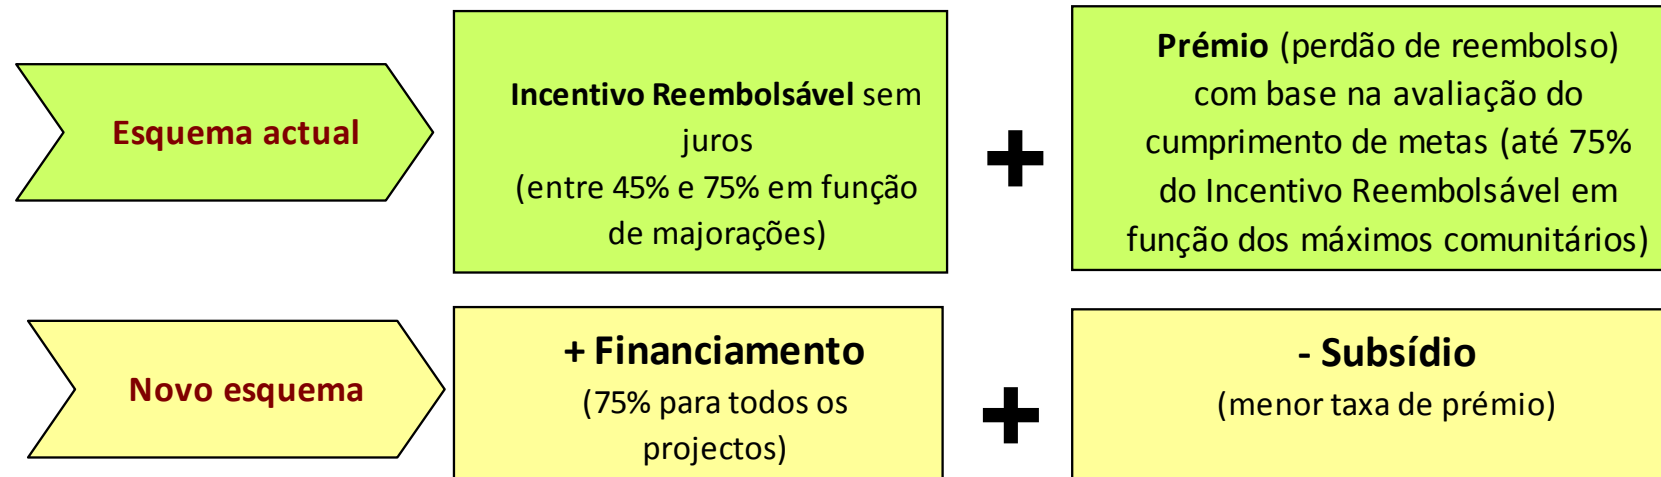 Esquema actual
Incentivo Reembolsável sem
juros
(entre 45% e 75% em função
de majorações)
+
Prémio (perdão de reembolso)
com base na avaliação do
cumprimento de metas (até 75%
do Incentivo Reembolsável em
função dos máximos comunitários)
Novo esquema
+ Financiamento
(75% para todos os
projectos)
+
- Subsídio
(menor taxa de prémio)